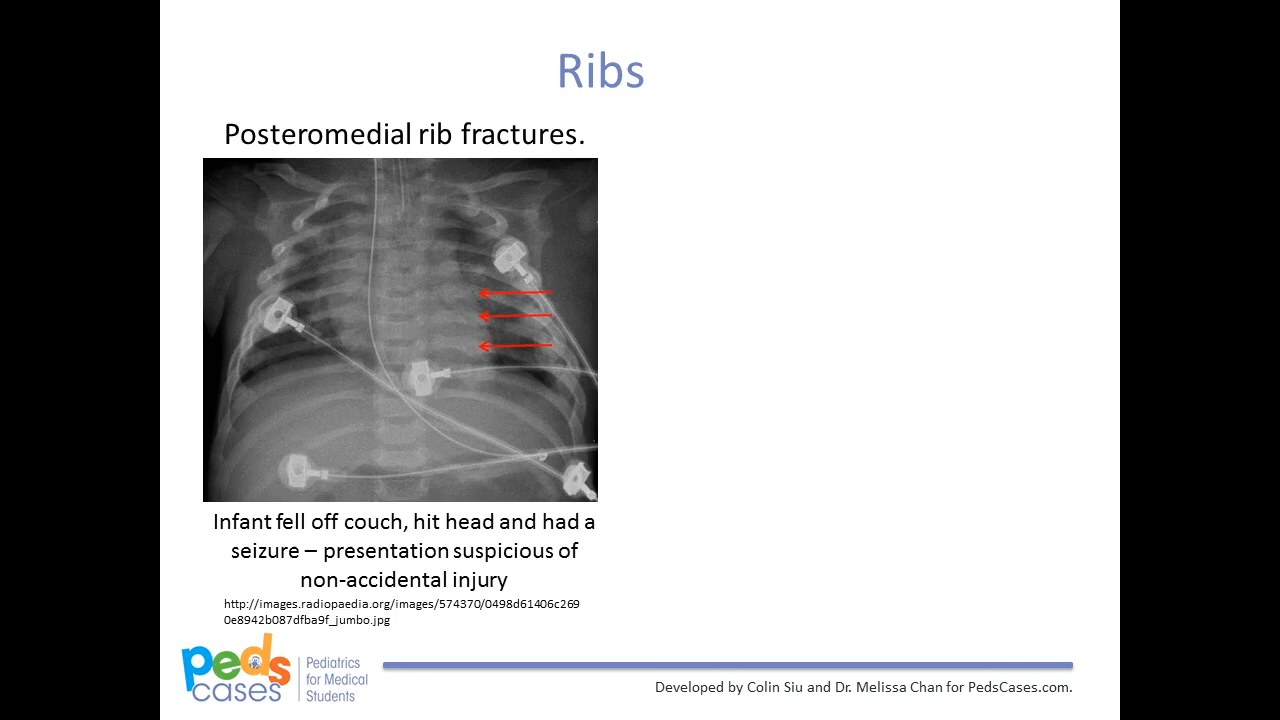 Ribs
Posteromedial rib fractures.
Infant fell off couch, hit head and had a
seizure – presentation suspicious of
non-accidental injury
http://images.radiopaedia.org/images/574370/0498d61406c269
0e8942b087dfba9f_jumbo.jpg
peds
cases
Pediatrics
for Medical
Students
Developed by Colin Siu and Dr. Melissa Chan for PedsCases.com.